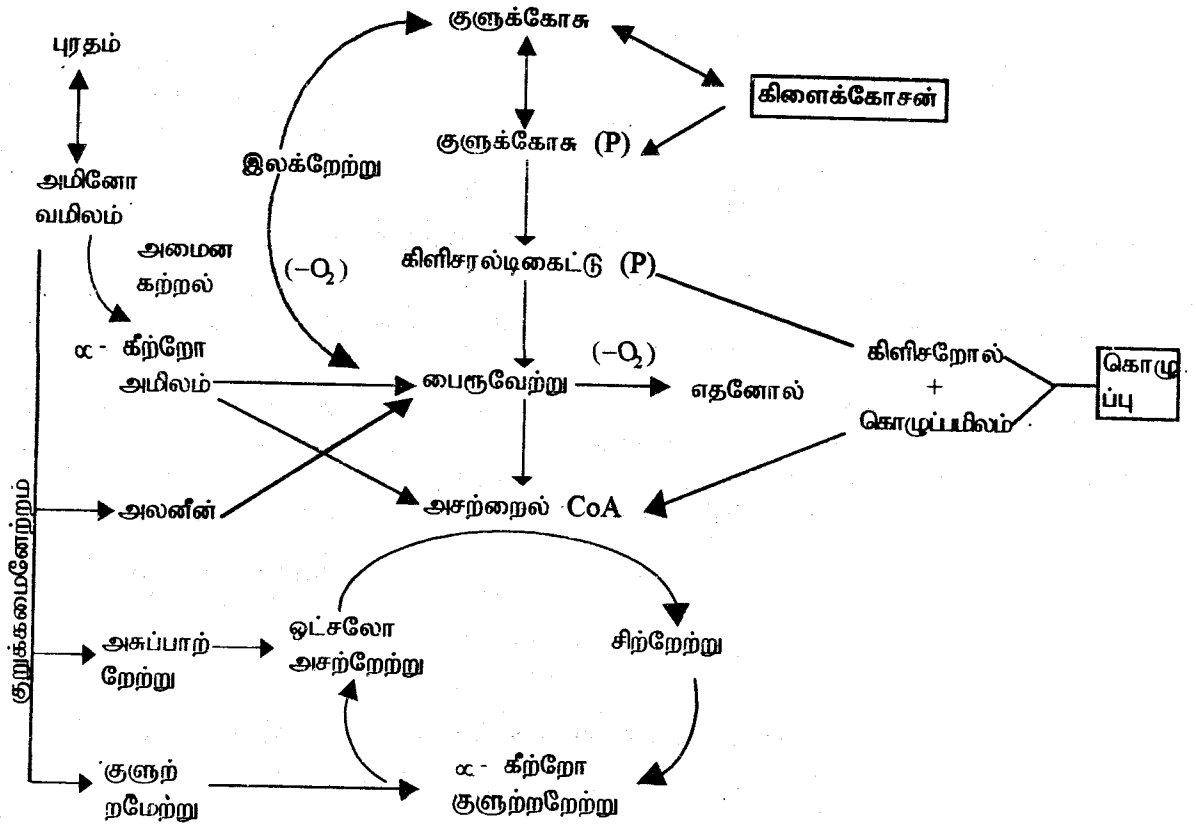 குளுக்கோசு
புரதம்
கிளைக்கோசன்
குளுக்கோசு (P)
இலக்றேற்று
அமினோ
வமிலம்
அமைன
கற்றல்
(−O₂)
கிளிசரல்டிகைட்டு (P)
∝ - கீற்றோ
அமிலம்
பைரூவேற்று
(−O₂)
எதனோல்
கிளிசறோல்
+
கொழுப்பமிலம்
கொழு
ப்பு
அலனீன்
அசற்றைல் CoA
குறுக்கமைனேற்றம்
அசுப்பாற்
றேற்று
ஒட்சலோ
அசற்றேற்று
சிற்றேற்று
குளுற்
றமேற்று
∝ - கீற்றோ
குளுற்றறேற்று